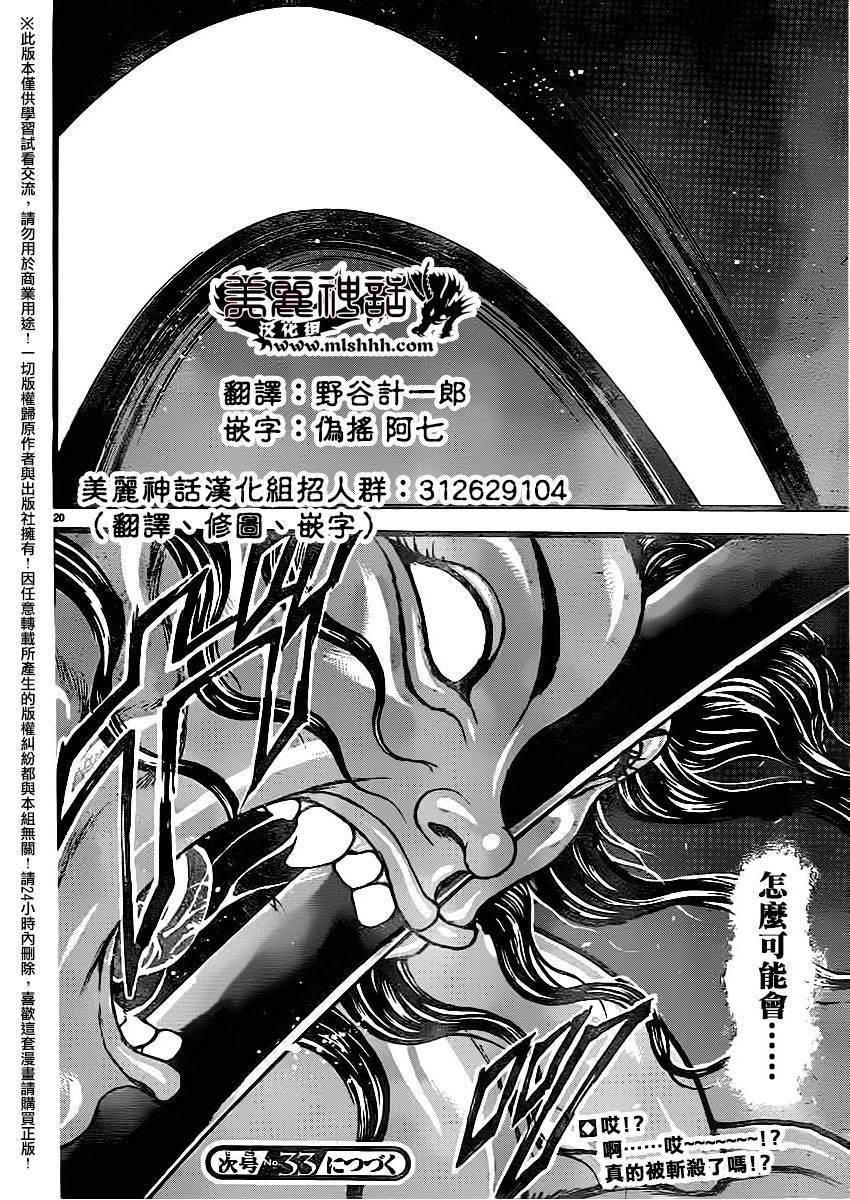 ※此版本僅供學習試看交流，請勿用於商業用途！一切版權歸原作者與出版社擁有！因任意轉載所產生的版權糾紛都與本組無關！請24小時內刪除，喜歡這套漫畫請購買正版！
美麗神話
汉化组
www.mlshhh.com
翻譯：野谷計一郎
嵌字：偽搖 阿七
美麗神話漢化組招人群：312629104
（翻譯、修圖、嵌字）
20
怎麼可能會……
哎!?
啊……哎~~~~~~~!?
真的被斬殺了嗎!?
次号No.33につづく